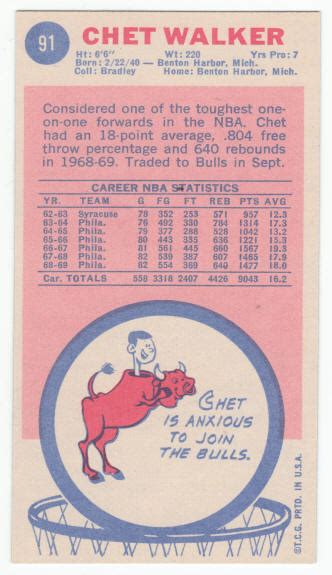 91
CHET WALKER
Ht: 6'6" Wt: 220 Yrs Pro: 7
Born: 2/22/40 — Benton Harbor, Mich.
Coll: Bradley Home: Benton Harbor, Mich.
Considered one of the toughest one-
on-one forwards in the NBA. Chet
had an 18-point average, .804 free
throw percentage and 640 rebounds
in 1968-69. Traded to Bulls in Sept.
CAREER NBA STATISTICS
YR. TEAM G FG FT REB PTS AVG
62-63 Syracuse 78 352 253 571 957 12.3
63-64 Phila. 76 492 330 784 1314 17.3
64-65 Phila. 79 377 288 528 1042 13.2
65-66 Phila. 80 443 335 636 1221 15.3
66-67 Phila. 81 561 445 660 1567 19.3
67-68 Phila. 82 539 387 607 1465 17.9
68-69 Phila. 82 554 369 640 1477 18.0
Car. TOTALS 558 3318 2407 4426 9043 16.2
CHET
IS ANXIOUS
TO JOIN
THE BULLS.
©T.C.G. PRTD. IN U.S.A.